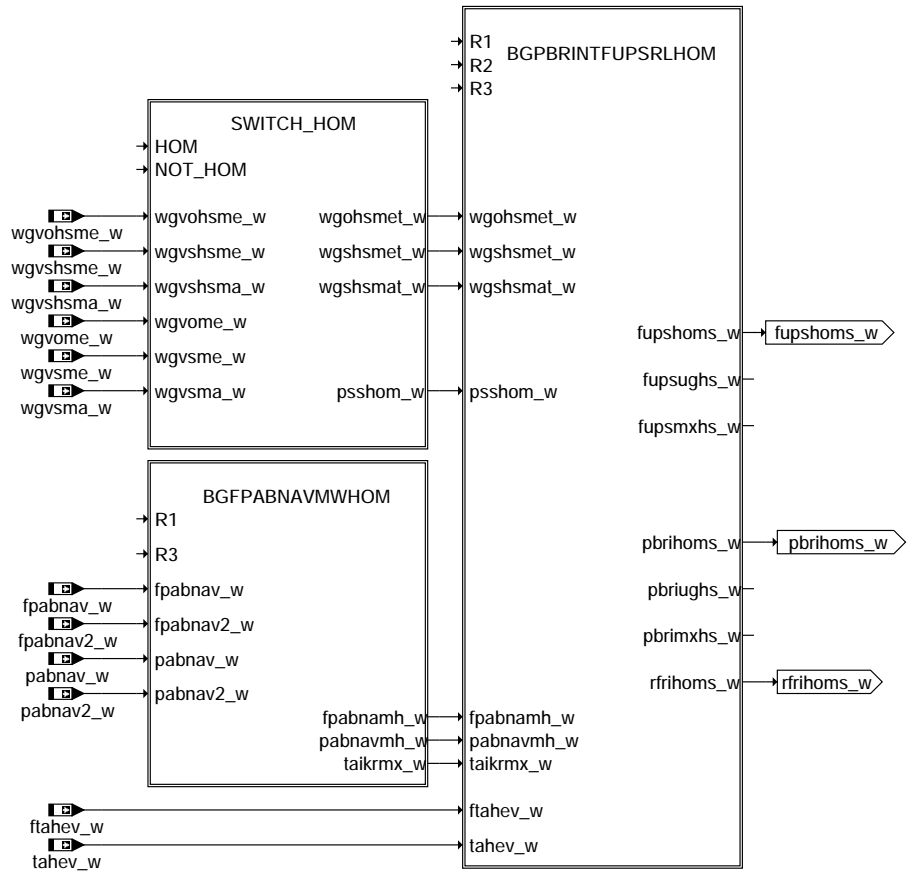 R1
BGPBRINTFUPSRLHOM
R2
R3
SWITCH_HOM
HOM
NOT_HOM
wgvohsme_w
wgvohsme_w
wgohsmet_w
wgohsmet_w
wgvshsme_w
wgvshsme_w
wgshsmet_w
wgshsmet_w
wgvshsma_w
wgvshsma_w
wgshsmat_w
wgshsmat_w
wgvome_w
wgvome_w
wgvsme_w
wgvsme_w
wgvsma_w
wgvsma_w
psshom_w
psshom_w
fupshoms_w
fupshoms_w
fupsughs_w
fupsmxhs_w
BGFPABNAVMWHOM
R1
R3
fpabnav_w
fpabnav_w
fpabnav2_w
fpabnav2_w
pabnav_w
pabnav_w
pabnav2_w
pabnav2_w
pbrihoms_w
pbrihoms_w
pbriughs_w
pbrimxhs_w
rfrihoms_w
rfrihoms_w
fpabnamh_w
fpabnamh_w
pabnavmh_w
pabnavmh_w
taikrmx_w
taikrmx_w
ftahev_w
ftahev_w
tahev_w
tahev_w